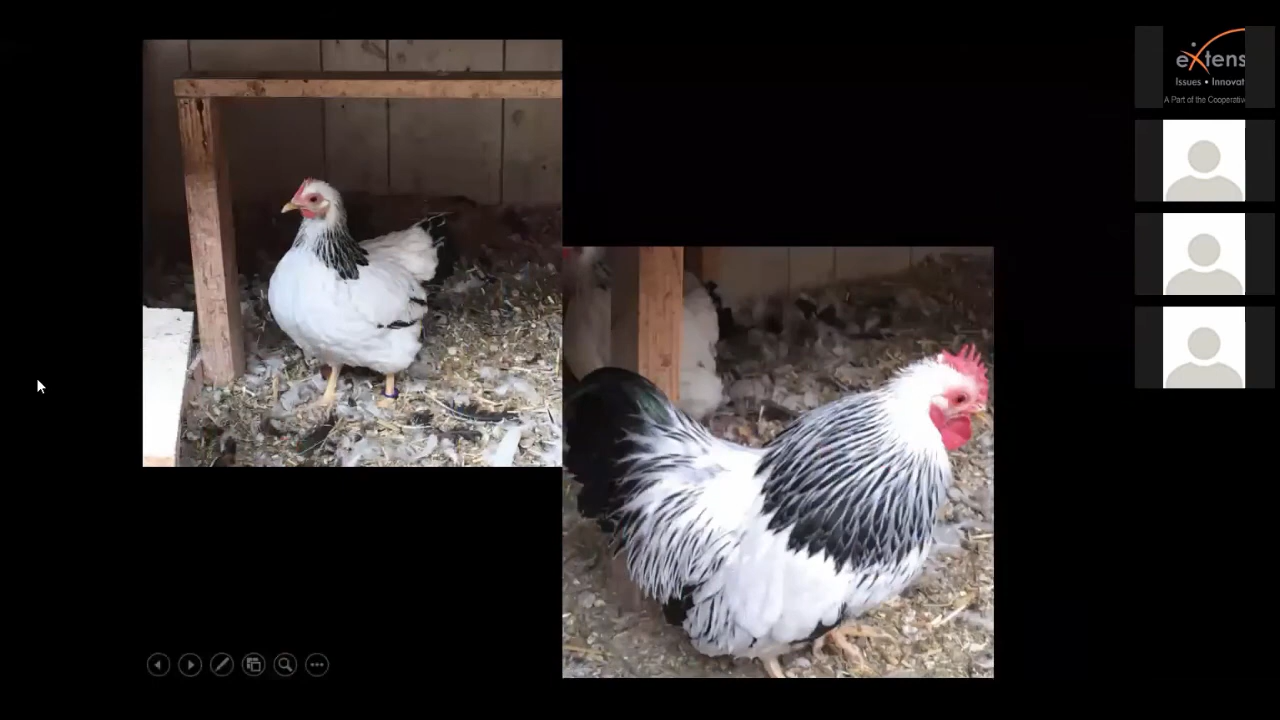 eXtens
Issues • Innovat
A Part of the Cooperativ